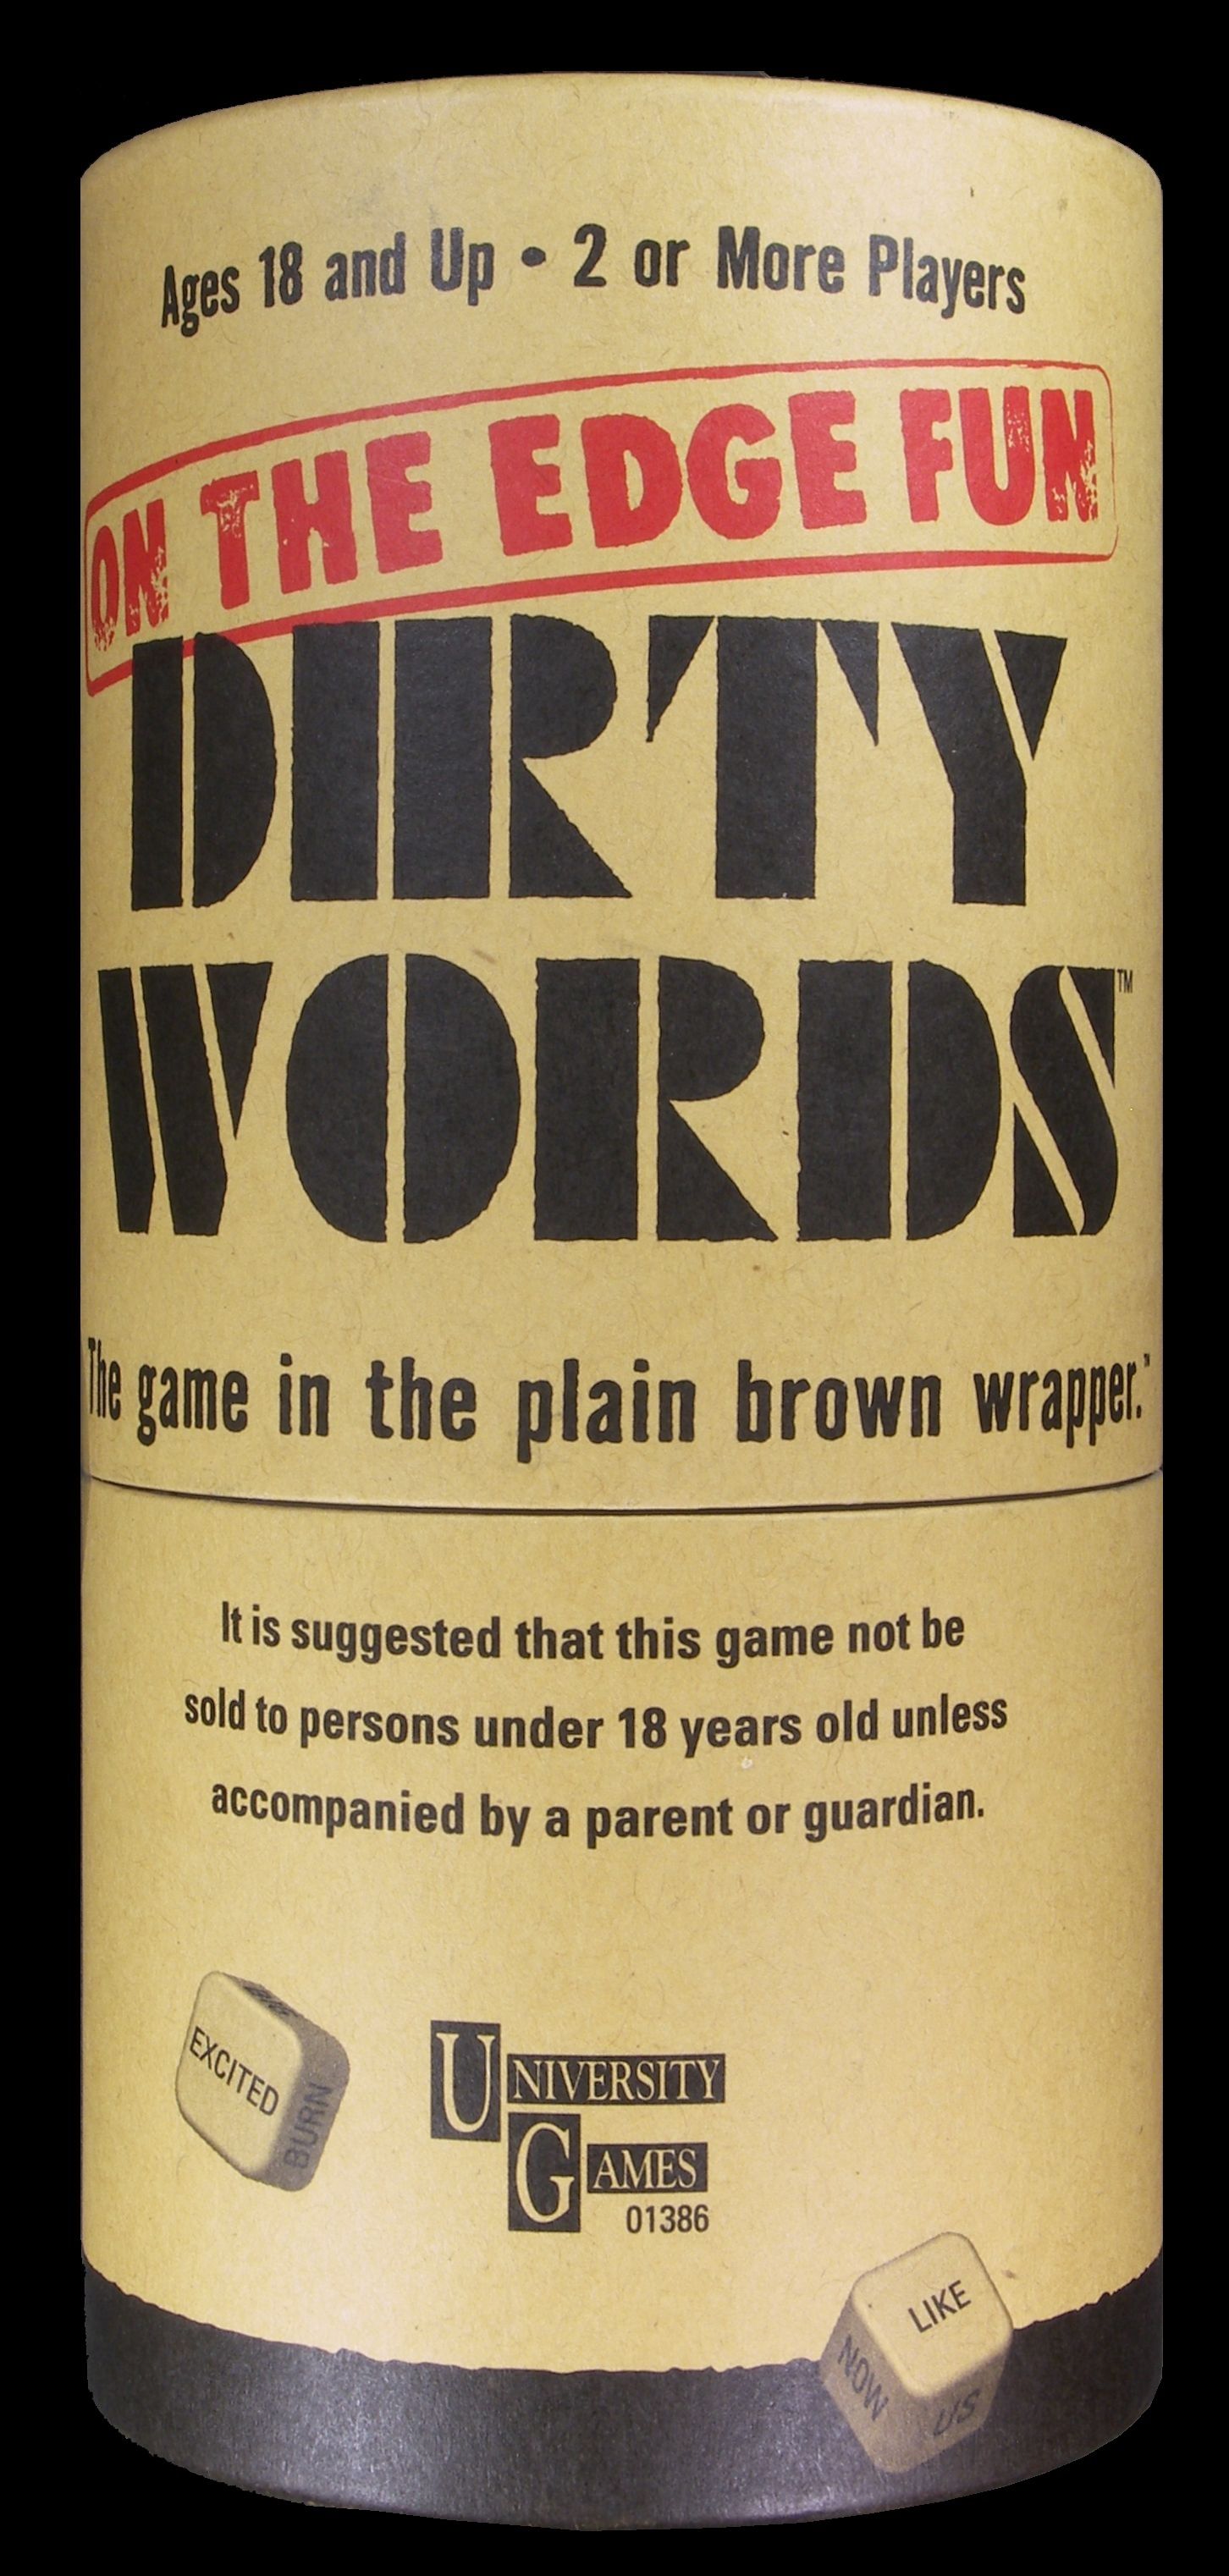 Ages 18 and Up • 2 or More Players
ON THE EDGE FUN
DIRTY
WORDS™
The game in the plain brown wrapper.™
It is suggested that this game not be
sold to persons under 18 years old unless
accompanied by a parent or guardian.
EXCITED
BURN
UNIVERSITY
GAMES
01386
LIKE
NOW
US